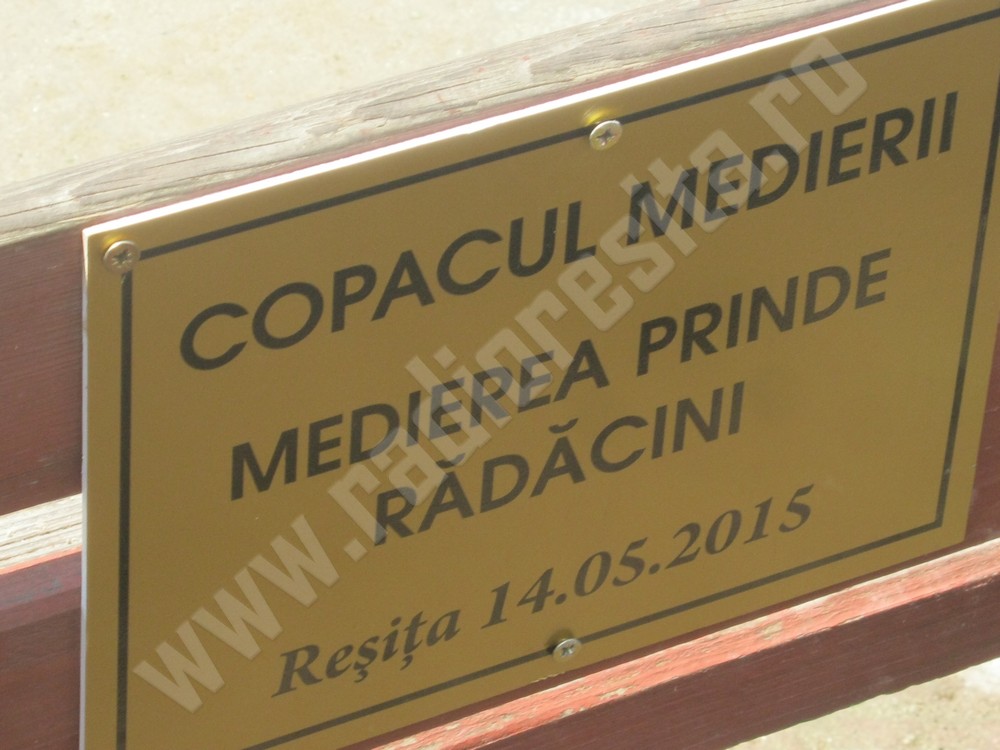 COPACUL MEDIERII
MEDIEREA PRINDE
RĂDĂCINI
Reşiţa 14.05.2015
www.radioresita.ro